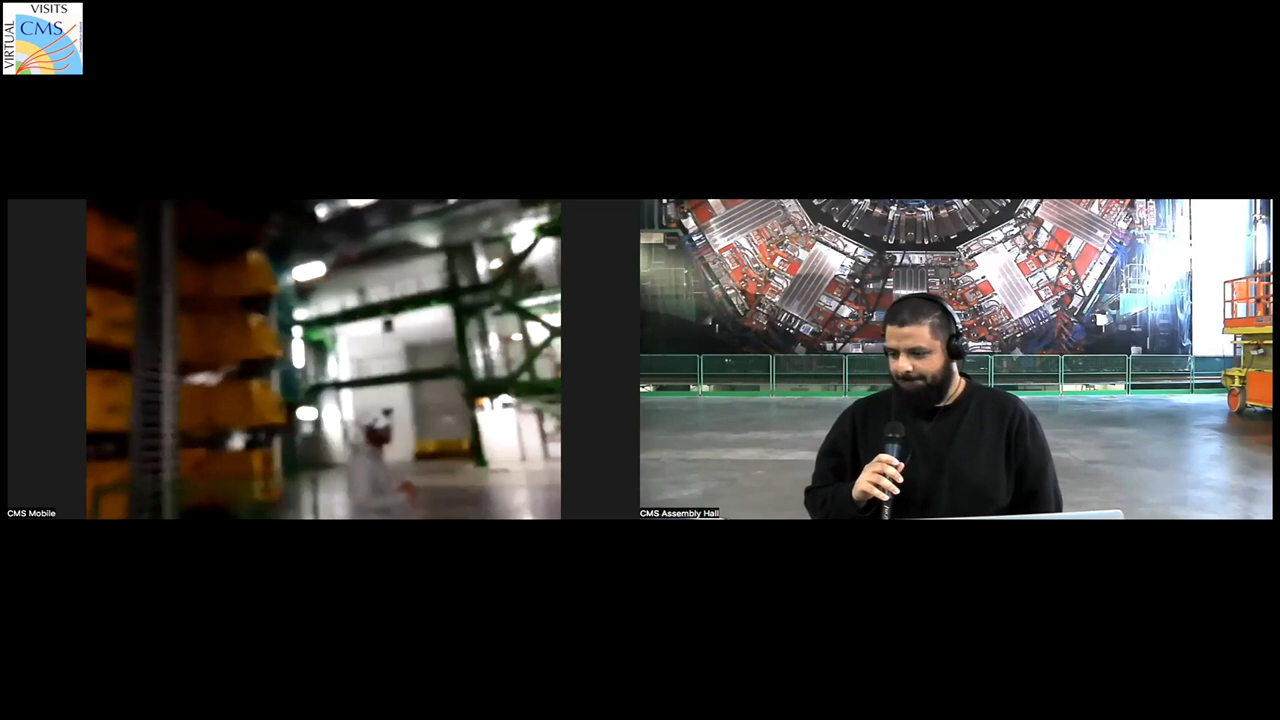 VISITS
CMS
VIRTUAL
CMS Mobile
CMS Assembly Hall